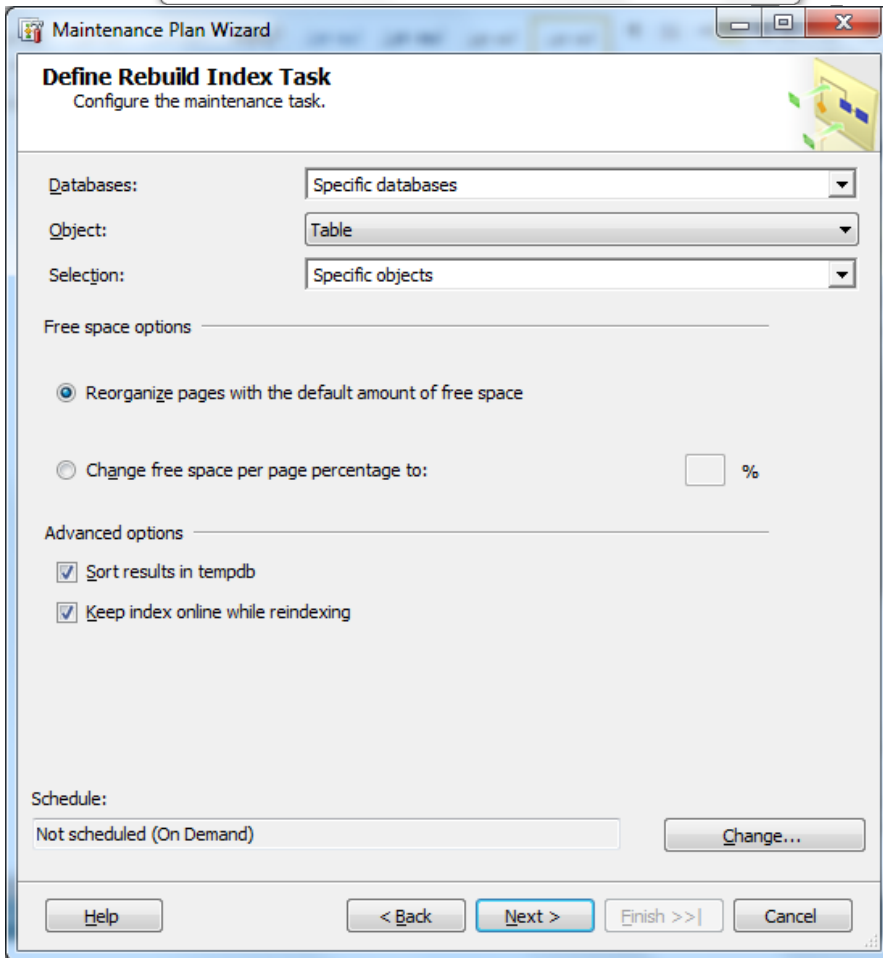 Maintenance Plan Wizard
Define Rebuild Index Task
Configure the maintenance task.
Databases: Specific databases
Object: Table
Selection: Specific objects
Free space options
Reorganize pages with the default amount of free space
Change free space per page percentage to: %
Advanced options
Sort results in tempdb
Keep index online while reindexing
Schedule:
Not scheduled (On Demand) Change...
Help < Back Next > Finish >>| Cancel